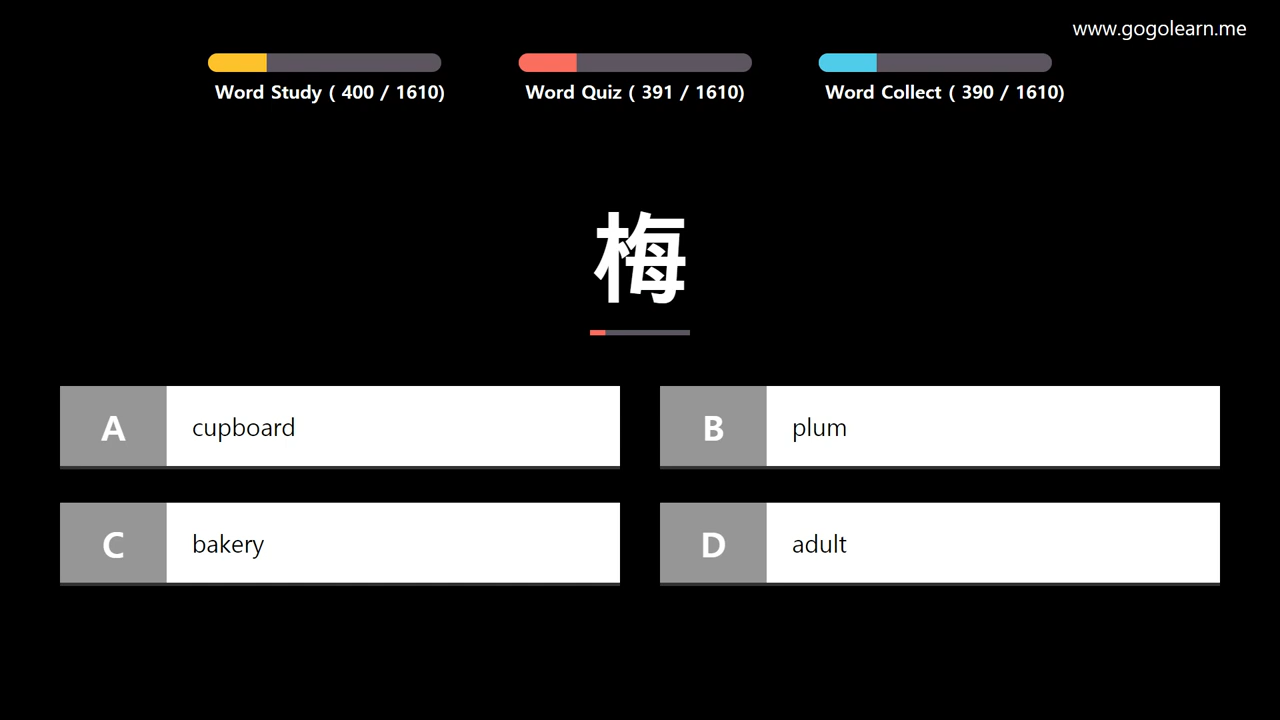 www.gogolearn.me
Word Study ( 400 / 1610)
Word Quiz ( 391 / 1610)
Word Collect ( 390 / 1610)
梅
A
cupboard
B
plum
C
bakery
D
adult